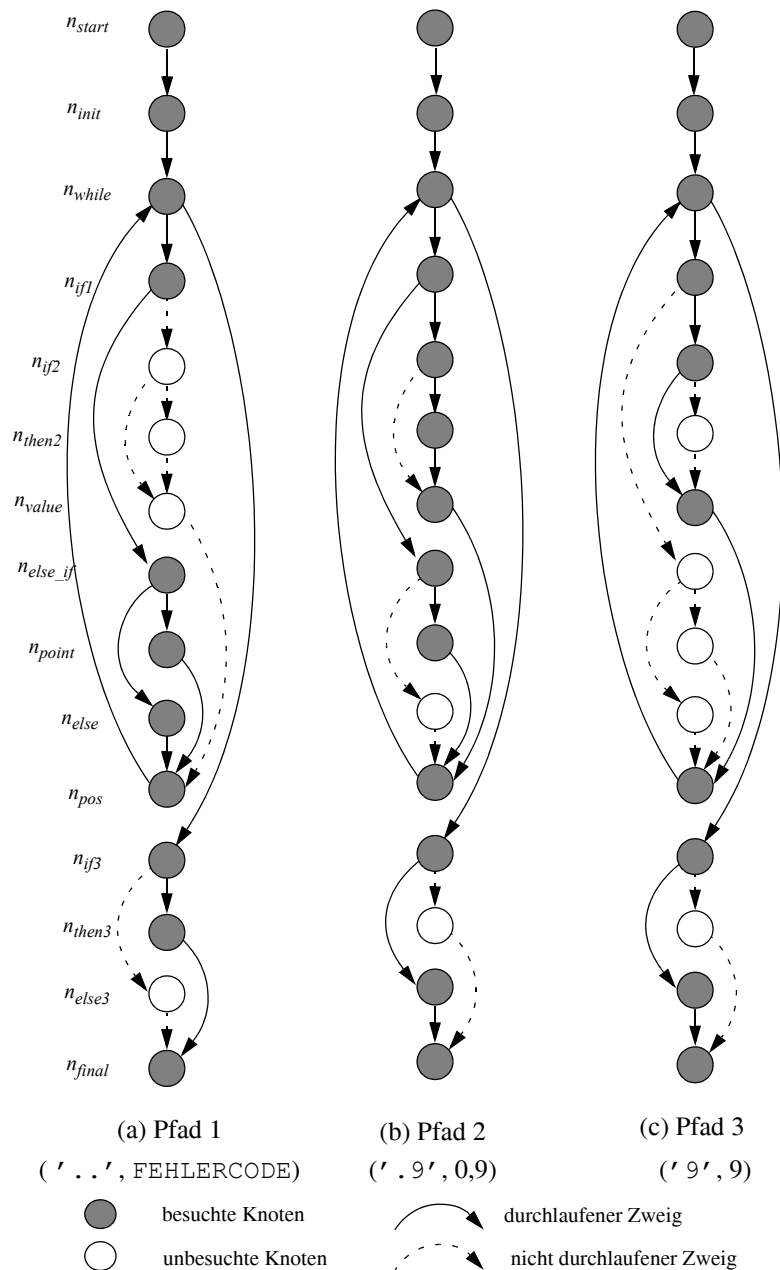 n_start
n_init
n_while
n_if1
n_if2
n_then2
n_value
n_else_if
n_point
n_else
n_pos
n_if3
n_then3
n_else3
n_final
(a) Pfad 1
(b) Pfad 2
(c) Pfad 3
('..', FEHLERCODE)
('.9', 0,9)
('9', 9)
besuchte Knoten
durchlaufener Zweig
unbesuchte Knoten
nicht durchlaufener Zweig